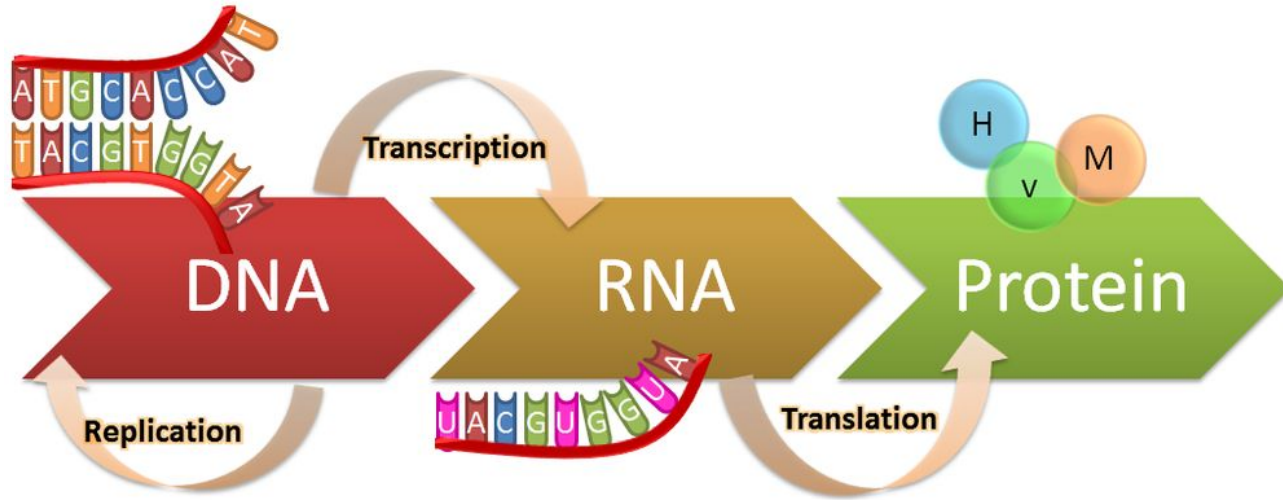 ATGCACCAT
TACGTGGTA
Transcription
H
v
M
DNA
RNA
Protein
Replication
UACGUGGUA
Translation